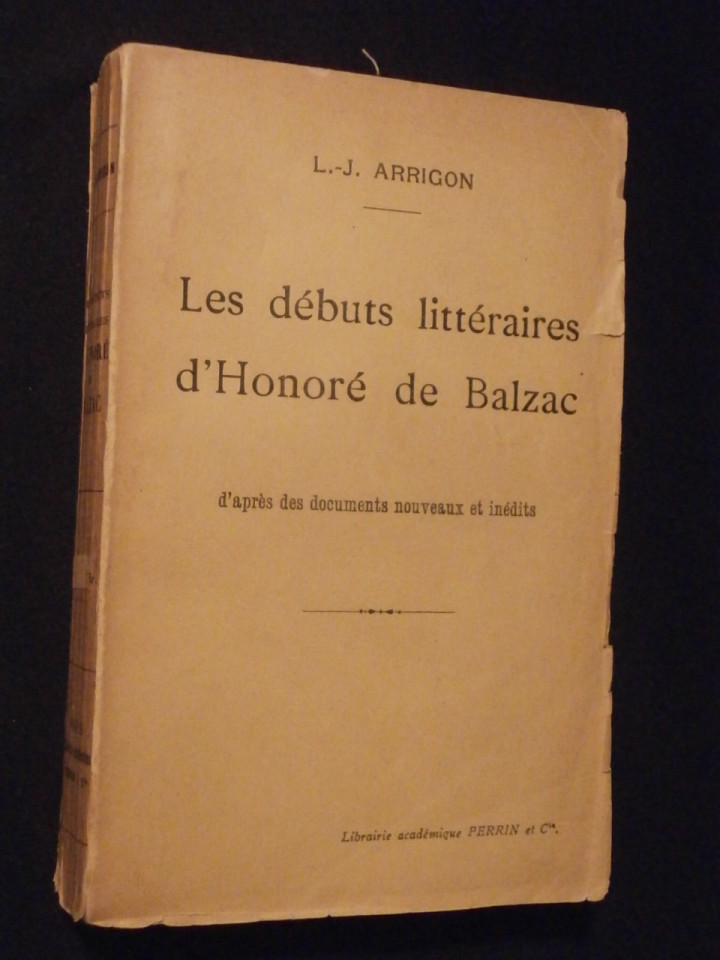 L.-J. ARRIGON
Les débuts littéraires
d'Honoré de Balzac
d'après des documents nouveaux et inédits
Librairie académique PERRIN et Cie.